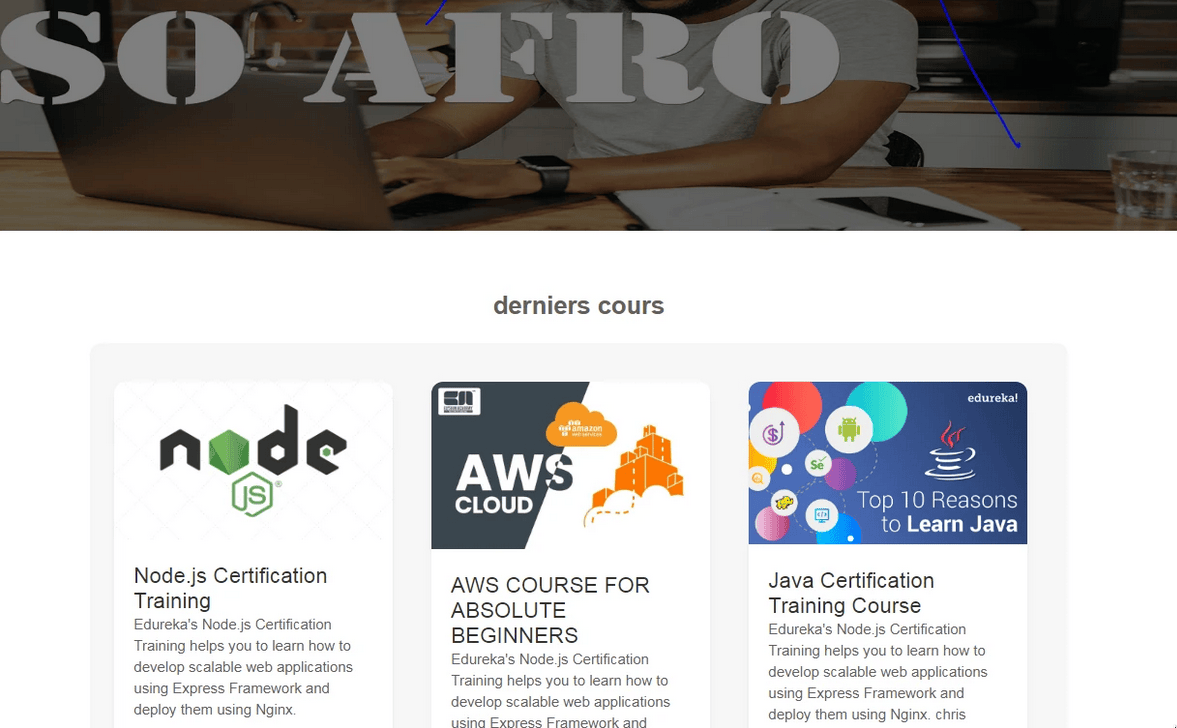 SO AFRO
derniers cours
node
JS
®
amazon
web services
AWS
CLOUD
edureka!
Se
Top 10 Reasons
to Learn Java
Node.js Certification
Training
Edureka's Node.js Certification
Training helps you to learn how to
develop scalable web applications
using Express Framework and
deploy them using Nginx.
AWS COURSE FOR
ABSOLUTE
BEGINNERS
Edureka's Node.js Certification
Training helps you to learn how to
develop scalable web applications
using Express Framework and
Java Certification
Training Course
Edureka's Node.js Certification
Training helps you to learn how to
develop scalable web applications
using Express Framework and
deploy them using Nginx. chris